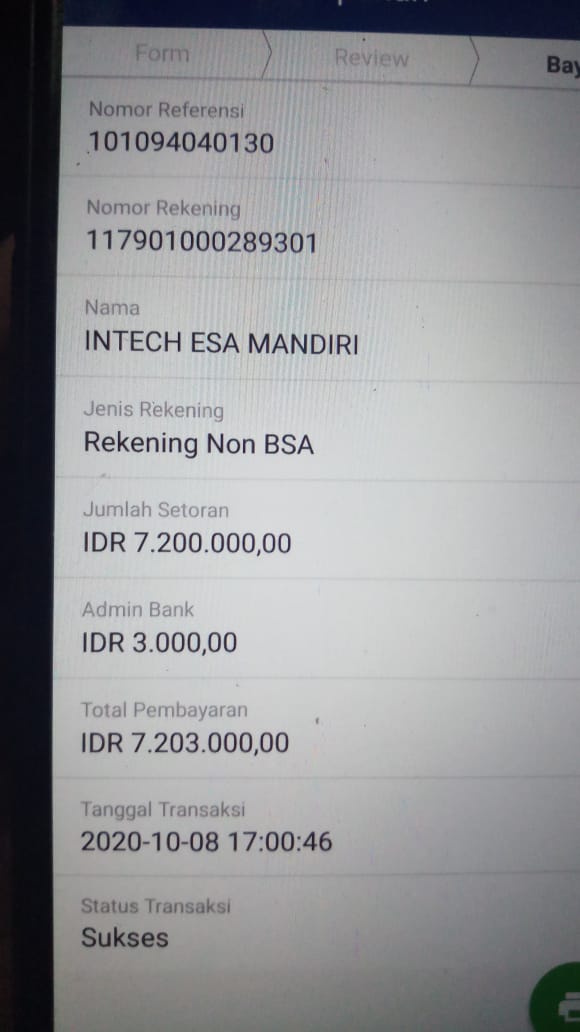 Form
Review
Bay
Nomor Referensi
101094040130
Nomor Rekening
117901000289301
Nama
INTECH ESA MANDIRI
Jenis Rekening
Rekening Non BSA
Jumlah Setoran
IDR 7.200.000,00
Admin Bank
IDR 3.000,00
Total Pembayaran
IDR 7.203.000,00
Tanggal Transaksi
2020-10-08 17:00:46
Status Transaksi
Sukses